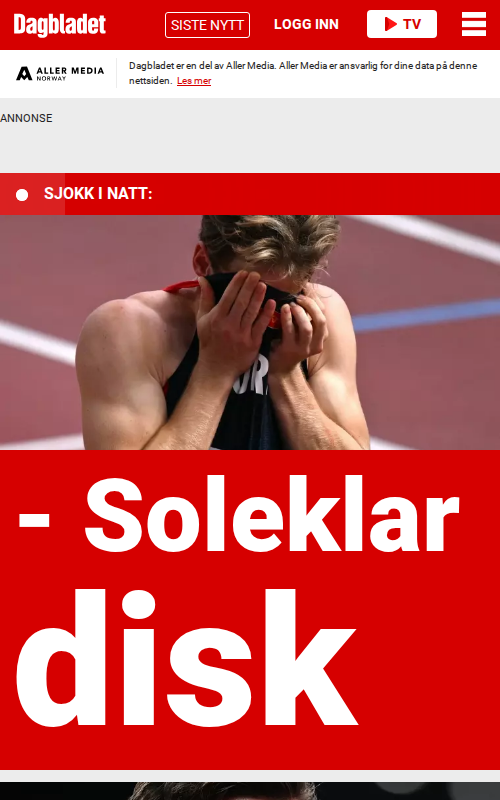 Dagbladet
SISTE NYTT
LOGG INN
TV
ALLER MEDIA
NORWAY
Dagbladet er en del av Aller Media. Aller Media er ansvarlig for dine data på denne
nettsiden. Les mer
ANNONSE
SJOKK I NATT:
- Soleklar
disk